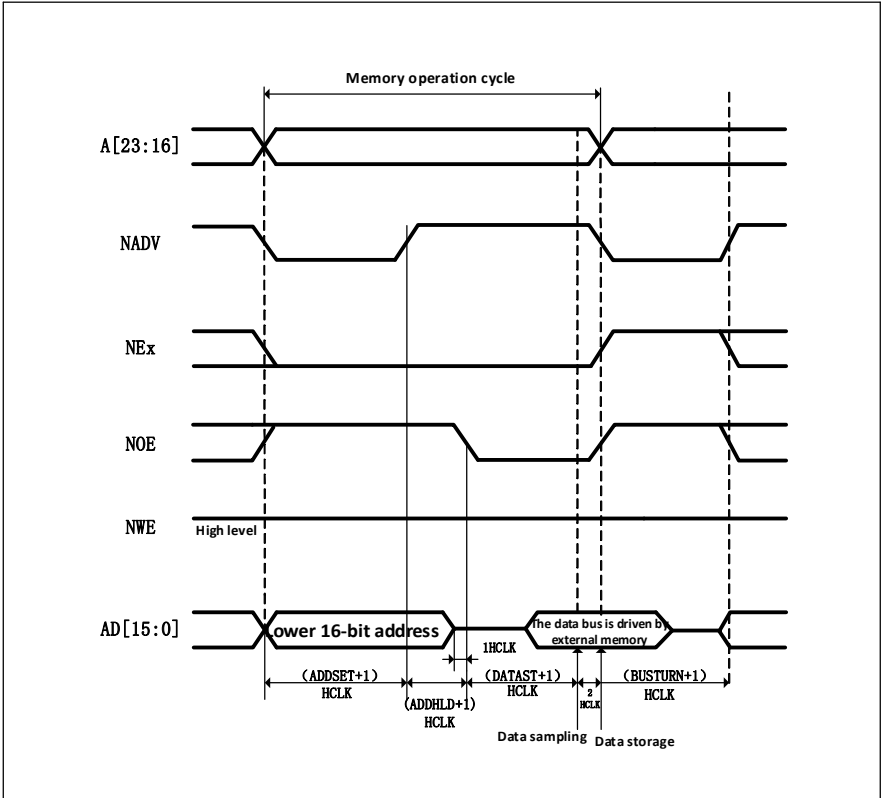 Memory operation cycle
A[23:16]
NADV
NEx
NOE
NWE
High level
AD[15:0]
Lower 16-bit address
The data bus is driven by
external memory
1HCLK
(ADDSET+1)
HCLK
(ADDHLD+1)
HCLK
(DATAST+1)
HCLK
2
HCLK
(BUSTURN+1)
HCLK
Data sampling
Data storage